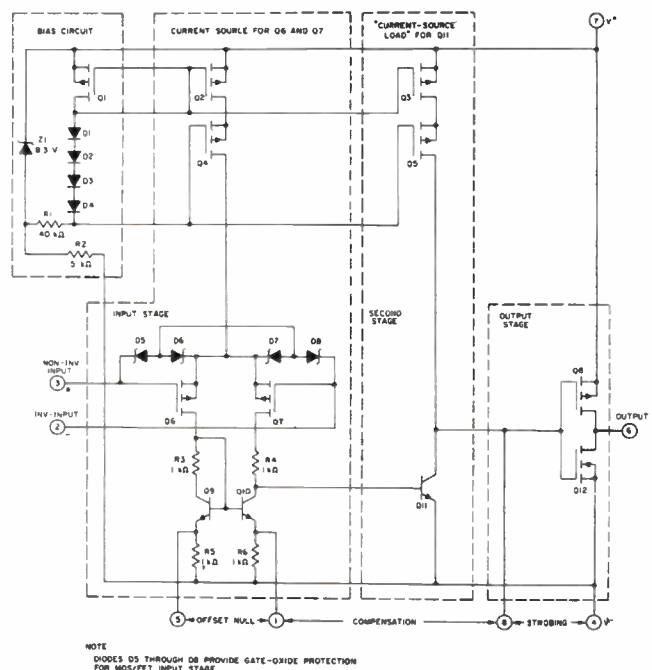 BIAS CIRCUIT
CURRENT SOURCE FOR Q6 AND Q7
"CURRENT-SOURCE
LOAD" FOR Q11
7 V+
Q1
Q2
Q3
Z1
8.3 V
D1
D2
D3
D4
Q4
Q5
R1
40 kΩ
R2
5 kΩ
INPUT STAGE
SECOND
STAGE
OUTPUT
STAGE
D5
D6
D7
D8
NON-INV
INPUT
3 +
INV-INPUT
2 -
Q7
Q8
OUTPUT
6
Q12
R3
1 kΩ
R4
1 kΩ
Q9
Q10
Q11
R5
1 kΩ
R6
1 kΩ
5 OFFSET NULL 1 COMPENSATION 8 STROBING 4 V-
NOTE
DIODES D5 THROUGH D8 PROVIDE GATE-OXIDE PROTECTION
FOR MOS/FET INPUT STAGE